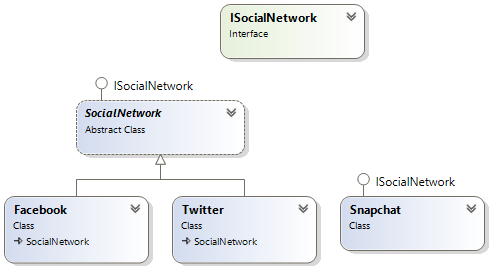 ISocialNetwork
Interface
ISocialNetwork
SocialNetwork
Abstract Class
ISocialNetwork
Facebook
Class
SocialNetwork
Twitter
Class
SocialNetwork
Snapchat
Class